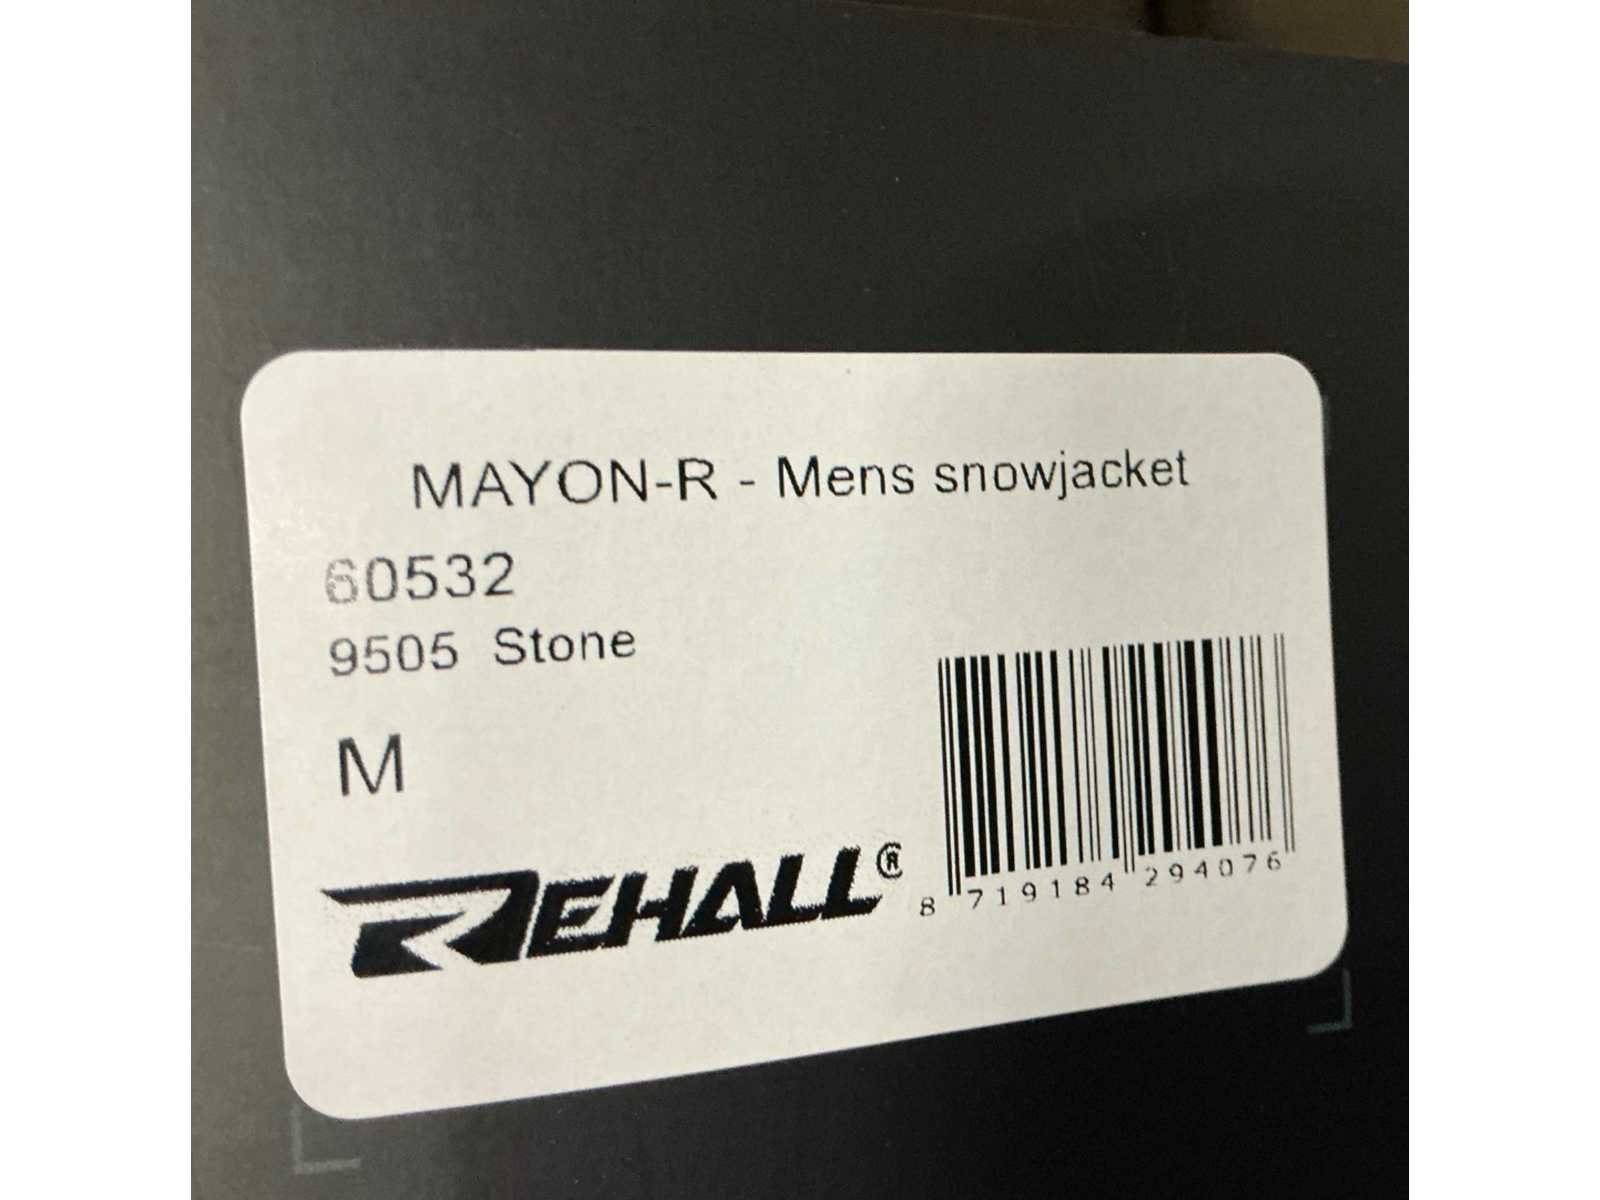 MAYON-R - Mens snowjacket
60532
9505 Stone
M
REHALL®
8 719184 294076